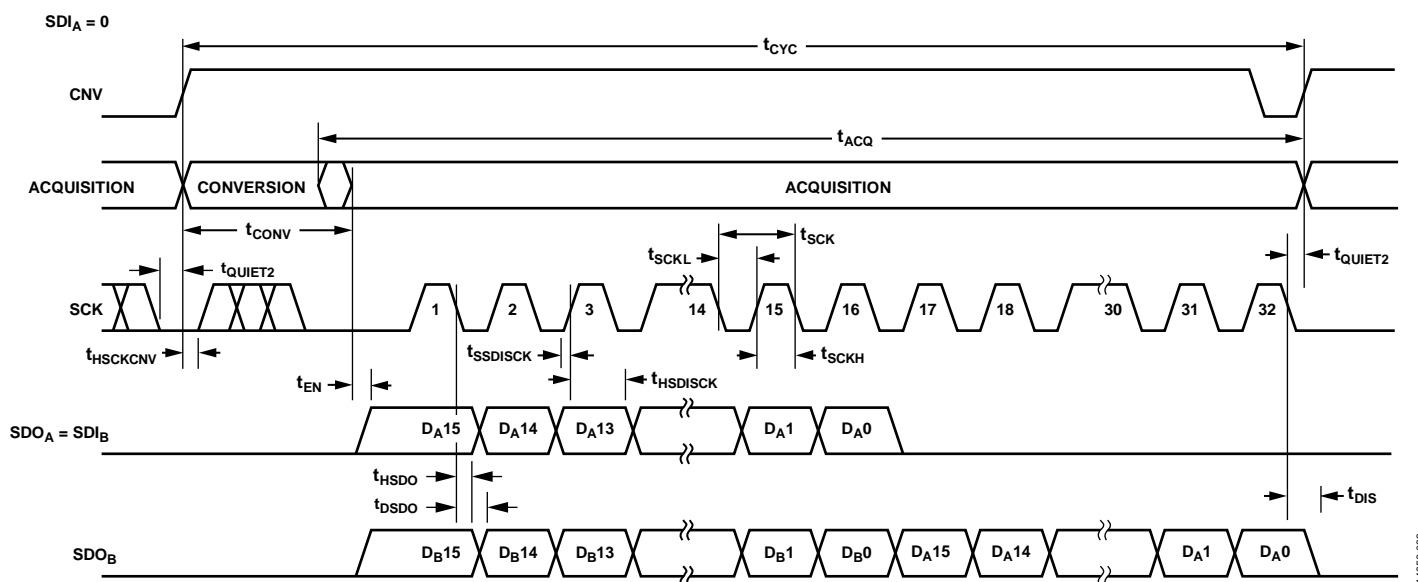 SDIA = 0
tCYC
CNV
tACQ
ACQUISITION CONVERSION ACQUISITION
tCONV
tSCK
tQUIET2 tSCKL tQUIET2
SCK 1 2 3 14 15 16 17 18 30 31 32
tHSCKCNV tSSDISCK tSCKH
tEN tHSDISCK
SDOA = SDIB DA15 DA14 DA13 DA1 DA0
tHSDO
tDSDO tDIS
SDOB DB15 DB14 DB13 DB1 DB0 DA15 DA14 DA1 DA0